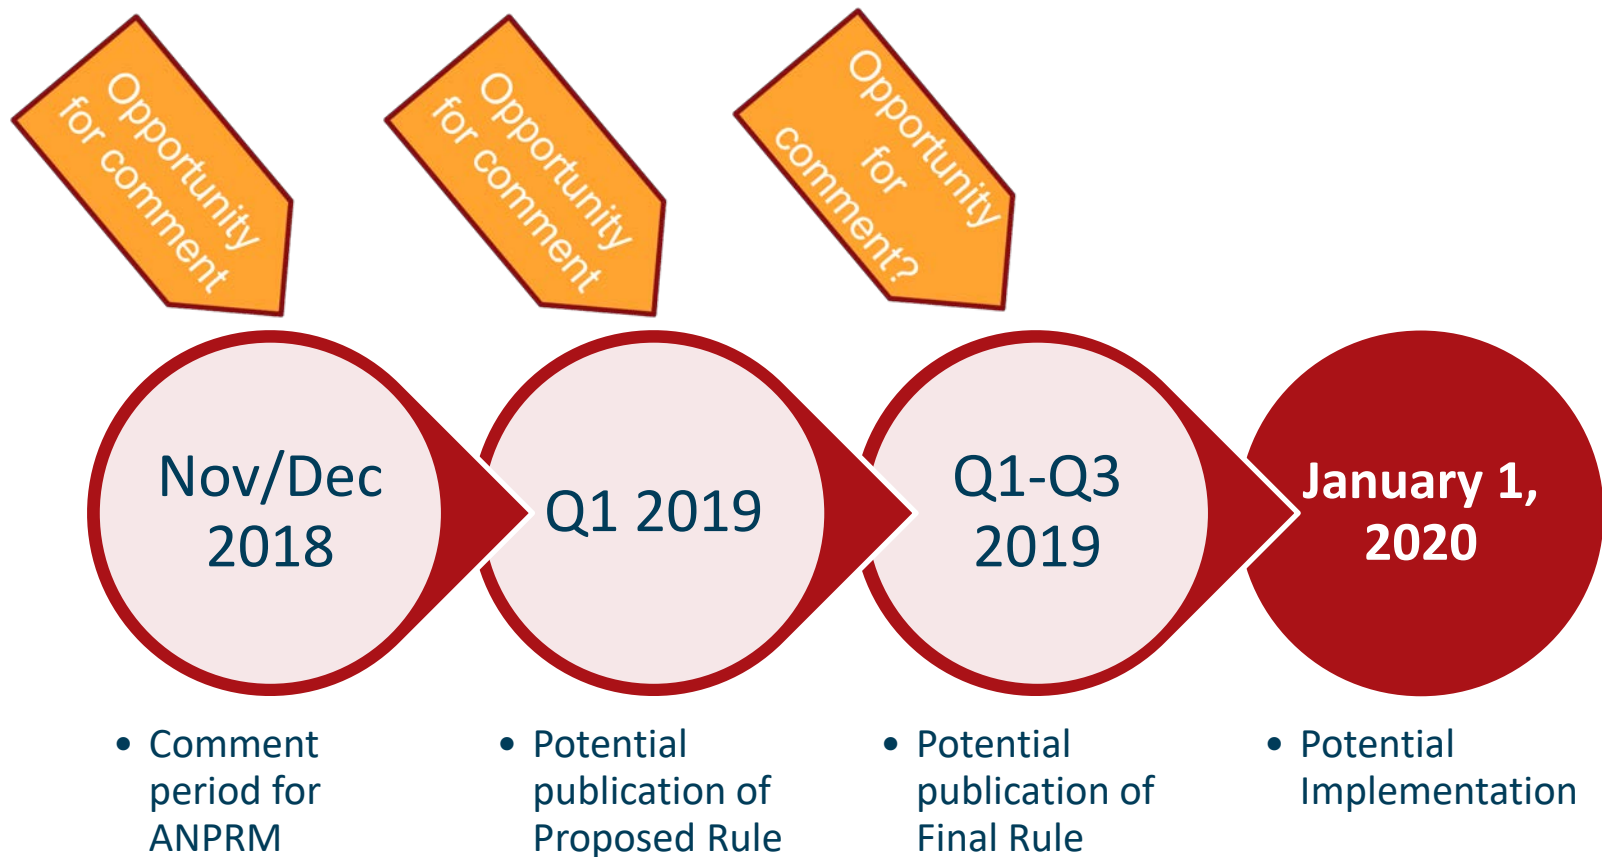 Opportunity
for comment
Opportunity
for comment
Opportunity
for
comment?
Nov/Dec
2018
Q1 2019
Q1-Q3
2019
January 1,
2020
• Comment
period for
ANPRM
• Potential
publication of
Proposed Rule
• Potential
publication of
Final Rule
• Potential
Implementation